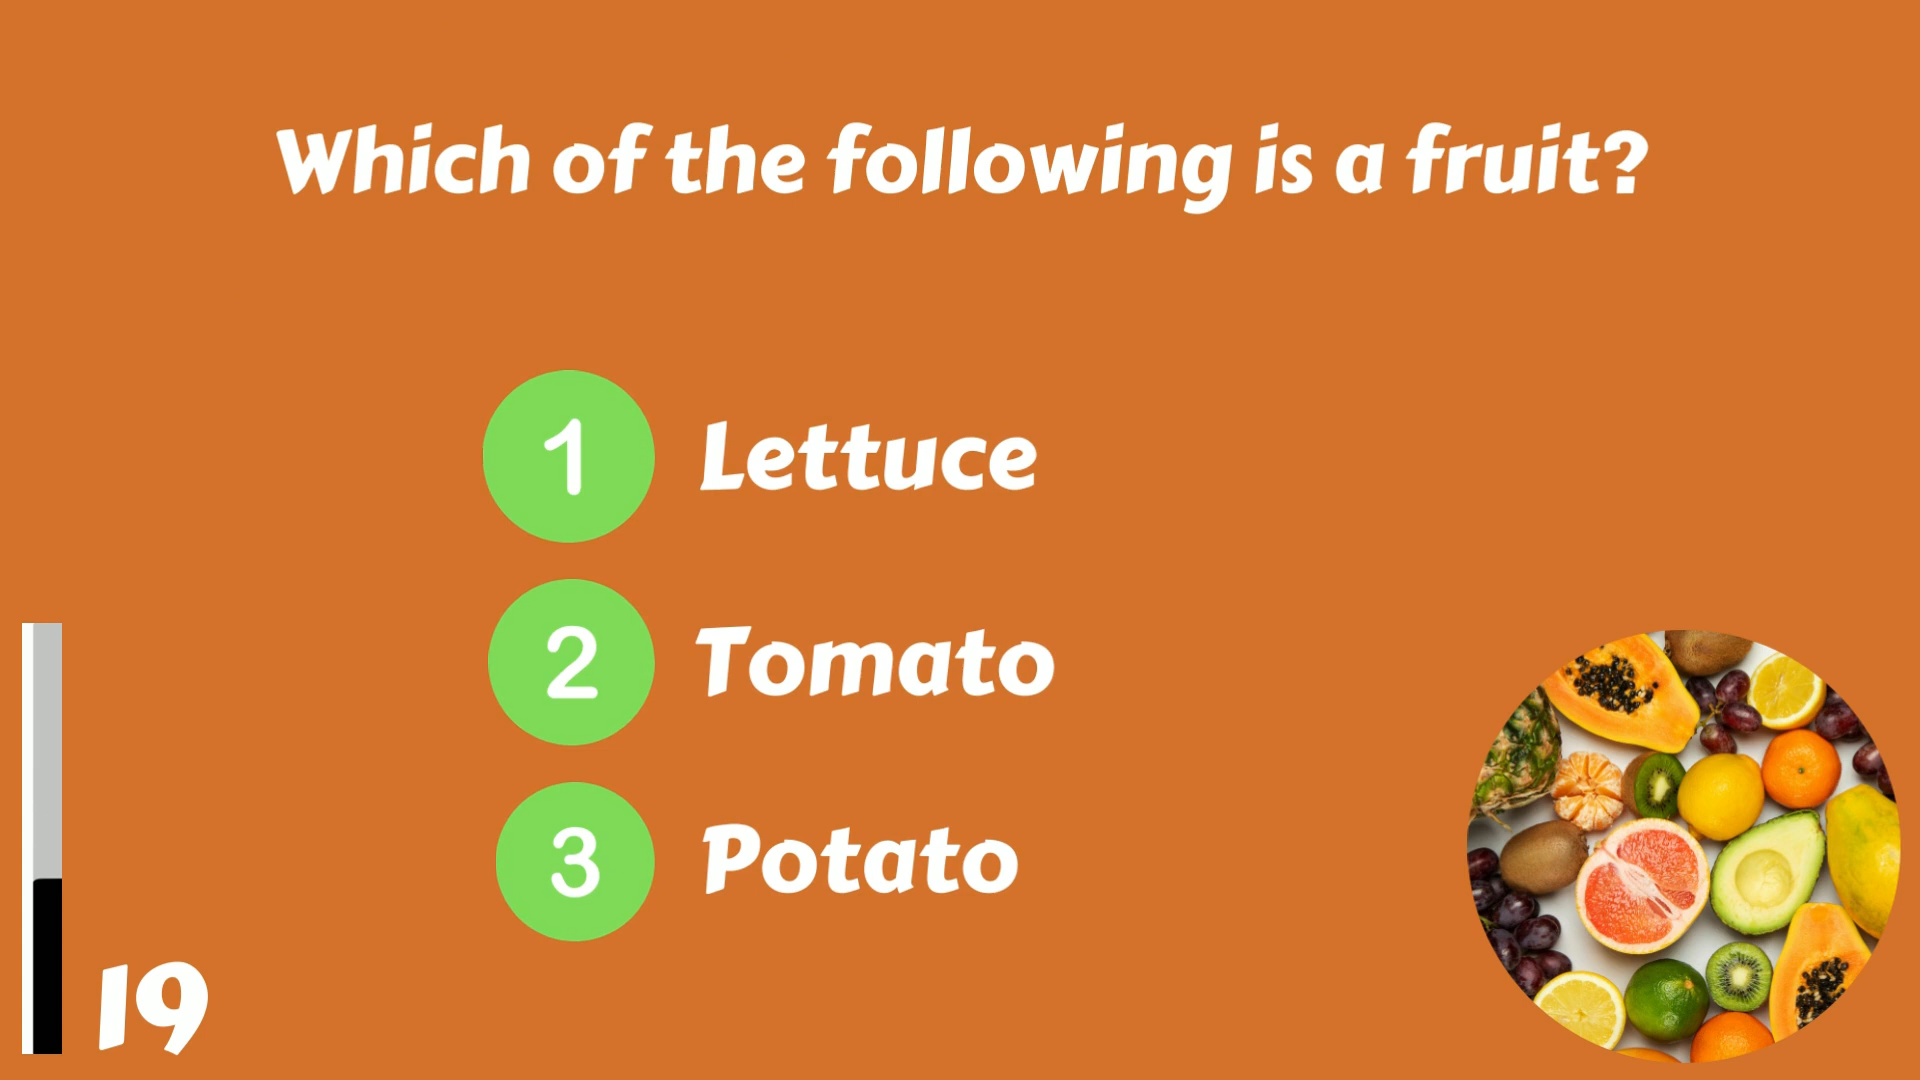 Which of the following is a fruit?
1 Lettuce
2 Tomato
3 Potato
19